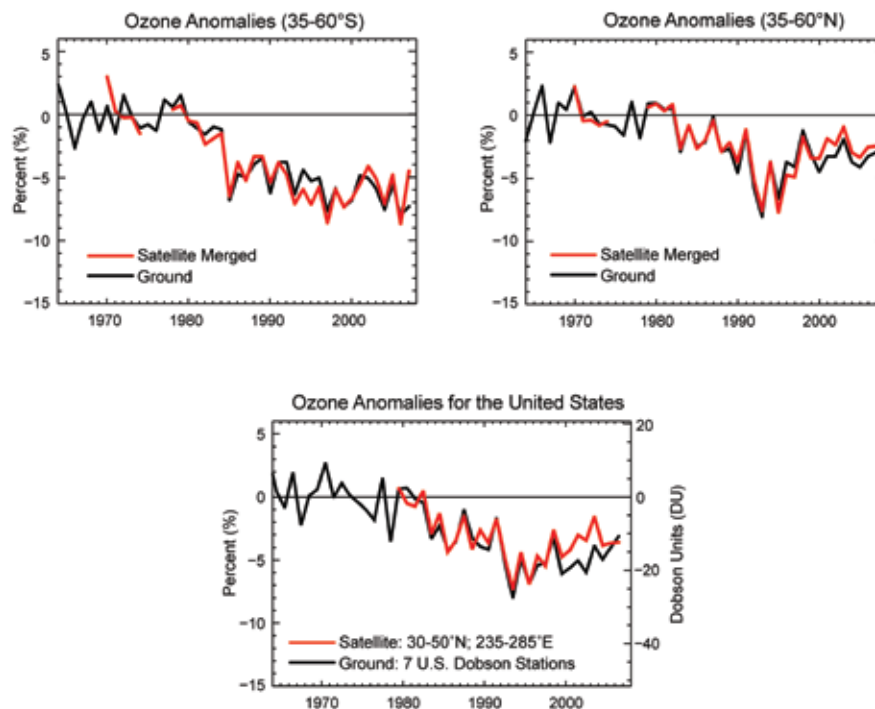 Ozone Anomalies (35-60°S)
5
0
−5
−10
−15
Percent (%)
Satellite Merged
Ground
1970 1980 1990 2000
Ozone Anomalies (35-60°N)
5
0
−5
−10
−15
Percent (%)
Satellite Merged
Ground
1970 1980 1990 2000
Ozone Anomalies for the United States
5
0
−5
−10
−15
Percent (%)
20
0
−20
−40
Dobson Units (DU)
Satellite: 30-50°N; 235-285°E
Ground: 7 U.S. Dobson Stations
1970 1980 1990 2000